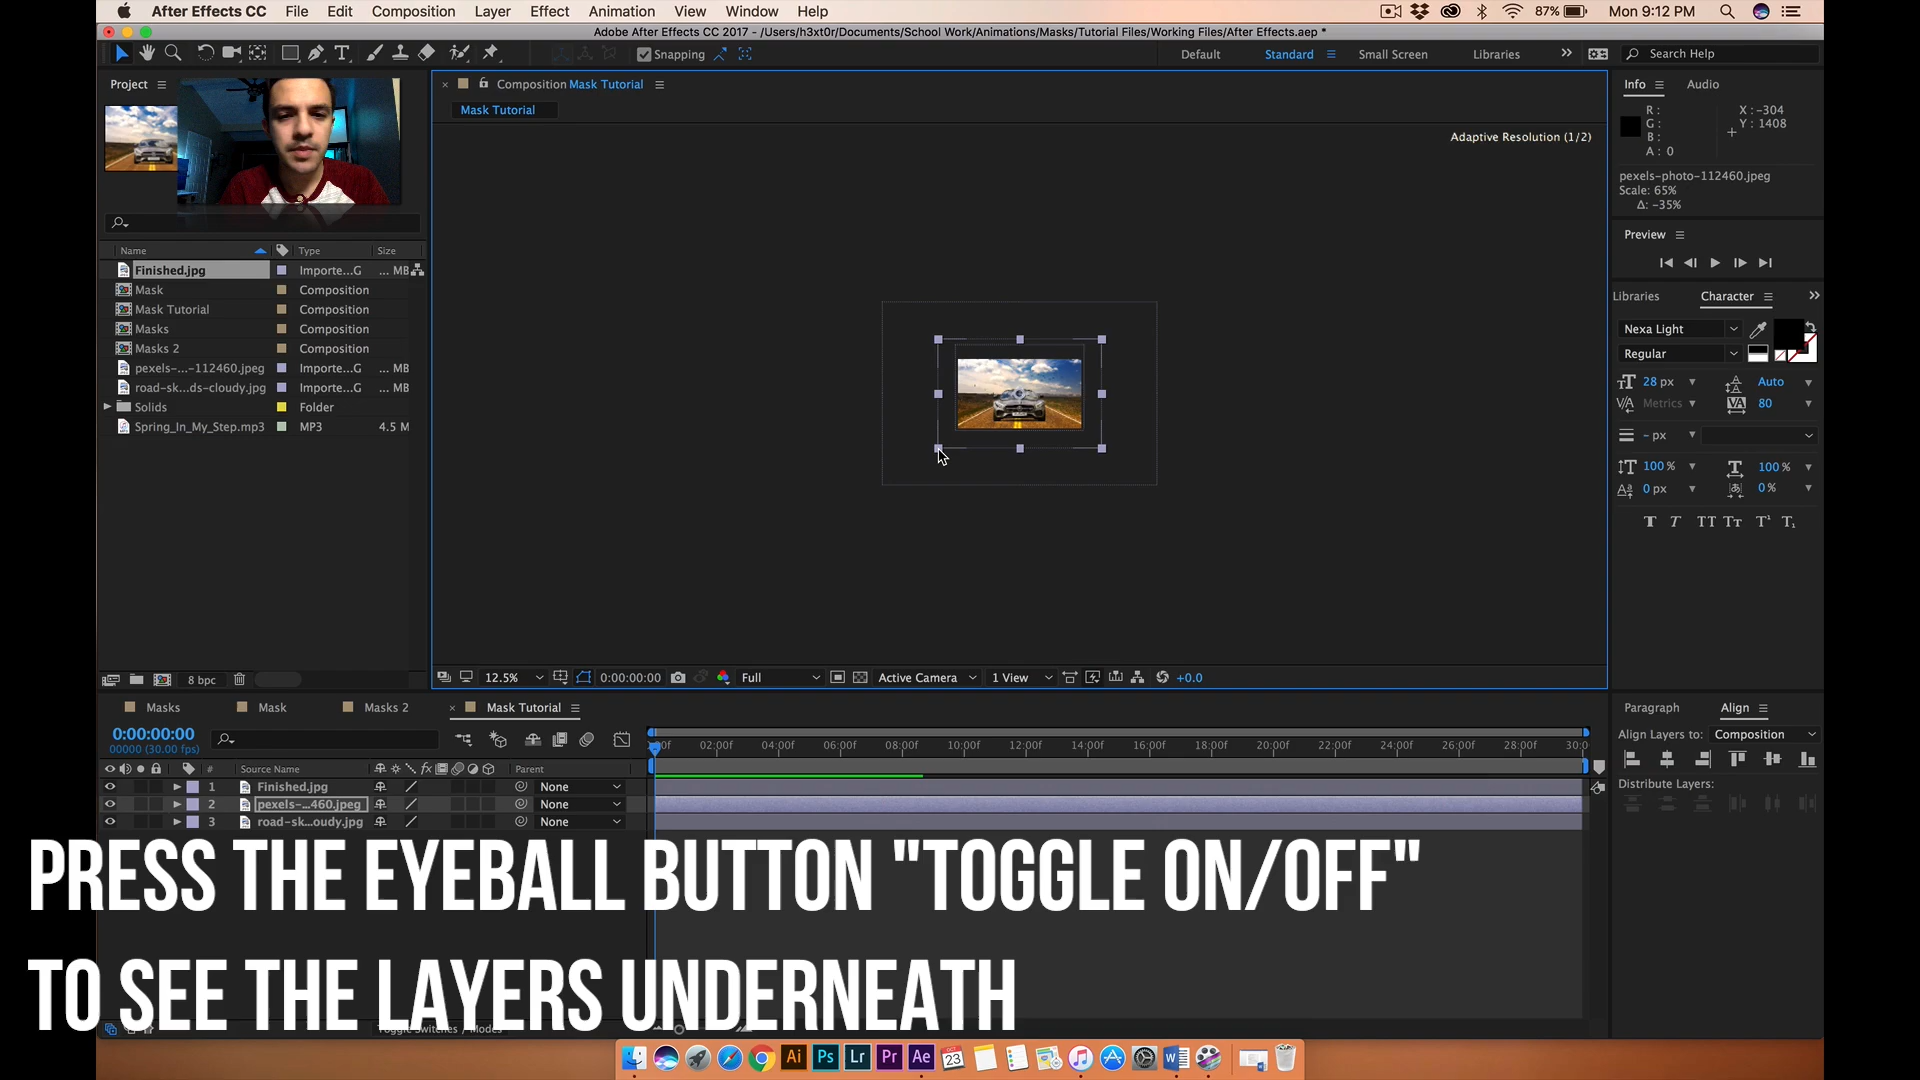 After Effects CC File Edit Composition Layer Effect Animation View Window Help 87% Mon 9:12 PM
Adobe After Effects CC 2017 - /Users/h3xt0r/Documents/School Work/Animations/Masks/Tutorial Files/Working Files/After Effects.aep *
Snapping Default Standard Small Screen Libraries Search Help
Project
Composition Mask Tutorial
Mask Tutorial
Adaptive Resolution (1/2)
Info Audio
R : X : -304
G : Y : 1408
B :
A : 0
pexels-photo-112460.jpeg
Scale: 65%
Δ: -35%
Preview
Libraries Character
Nexa Light
Regular
28 px Auto
Metrics 80
- px
100 % 100 %
0 px 0 %
T T TT Tt T¹ T₁
Name Type Size
Finished.jpg Importe...G ... MB
Mask Composition
Mask Tutorial Composition
Masks Composition
Masks 2 Composition
pexels-...-112460.jpeg Importe...G ... MB
road-sk...ds-cloudy.jpg Importe...G ... MB
Solids Folder
Spring_In_My_Step.mp3 MP3 4.5 M
8 bpc
12.5% 0:00:00:00 Full Active Camera 1 View +0.0
Masks Mask Masks 2 Mask Tutorial
0:00:00:00
00000 (30.00 fps)
02:00f 04:00f 06:00f 08:00f 10:00f 12:00f 14:00f 16:00f 18:00f 20:00f 22:00f 24:00f 26:00f 28:00f 30:0
# Source Name Parent
1 Finished.jpg None
2 pexels-...460.jpeg None
3 road-sk...oudy.jpg None
Paragraph Align
Align Layers to: Composition
Distribute Layers:
PRESS THE EYEBALL BUTTON "TOGGLE ON/OFF"
TO SEE THE LAYERS UNDERNEATH
Toggle Switches / Modes
Ai Ps Lr Pr Ae OCT 23 W